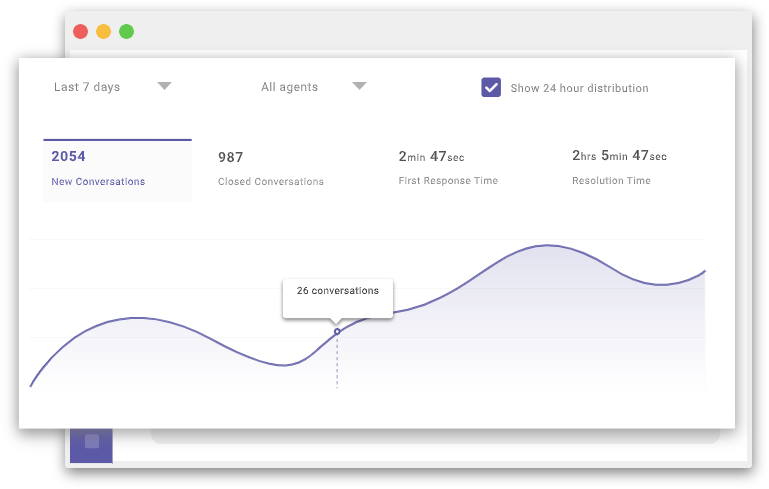 Last 7 days
All agents
Show 24 hour distribution
2054
New Conversations
987
Closed Conversations
2min 47sec
First Response Time
2hrs 5min 47sec
Resolution Time
26 conversations